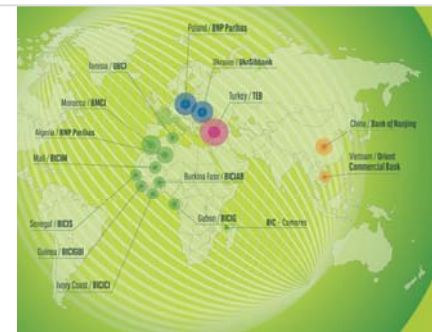 Poland / BNP Paribas
Ukraine / UkrSibbank
Tunisia / UBCI
Turkey / TEB
Morocco / BMCI
Algeria / BNP Paribas
China / Bank of Nanjing
Mali / BICIM
Vietnam / Orient
Commercial Bank
Burkina Faso / BICIAB
Senegal / BICIS
Gabon / BICIG
BIC - Comores
Guinea / BICIGUI
Ivory Coast / BICICI